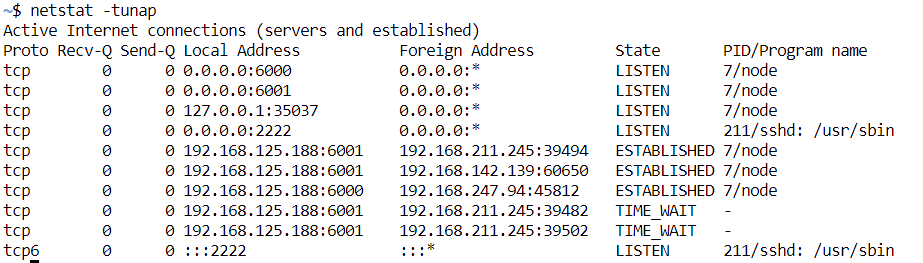 ~$ netstat -tunap
Active Internet connections (servers and established)
Proto Recv-Q Send-Q Local Address           Foreign Address         State       PID/Program name
tcp        0      0 0.0.0.0:6000            0.0.0.0:*               LISTEN      7/node
tcp        0      0 0.0.0.0:6001            0.0.0.0:*               LISTEN      7/node
tcp        0      0 127.0.0.1:35037         0.0.0.0:*               LISTEN      7/node
tcp        0      0 0.0.0.0:2222            0.0.0.0:*               LISTEN      211/sshd: /usr/sbin
tcp        0      0 192.168.125.188:6001    192.168.211.245:39494   ESTABLISHED 7/node
tcp        0      0 192.168.125.188:6001    192.168.142.139:60650   ESTABLISHED 7/node
tcp        0      0 192.168.125.188:6000    192.168.247.94:45812    ESTABLISHED 7/node
tcp        0      0 192.168.125.188:6001    192.168.211.245:39482   TIME_WAIT   -
tcp        0      0 192.168.125.188:6001    192.168.211.245:39502   TIME_WAIT   -
tcp6       0      0 :::2222                 :::*                    LISTEN      211/sshd: /usr/sbin